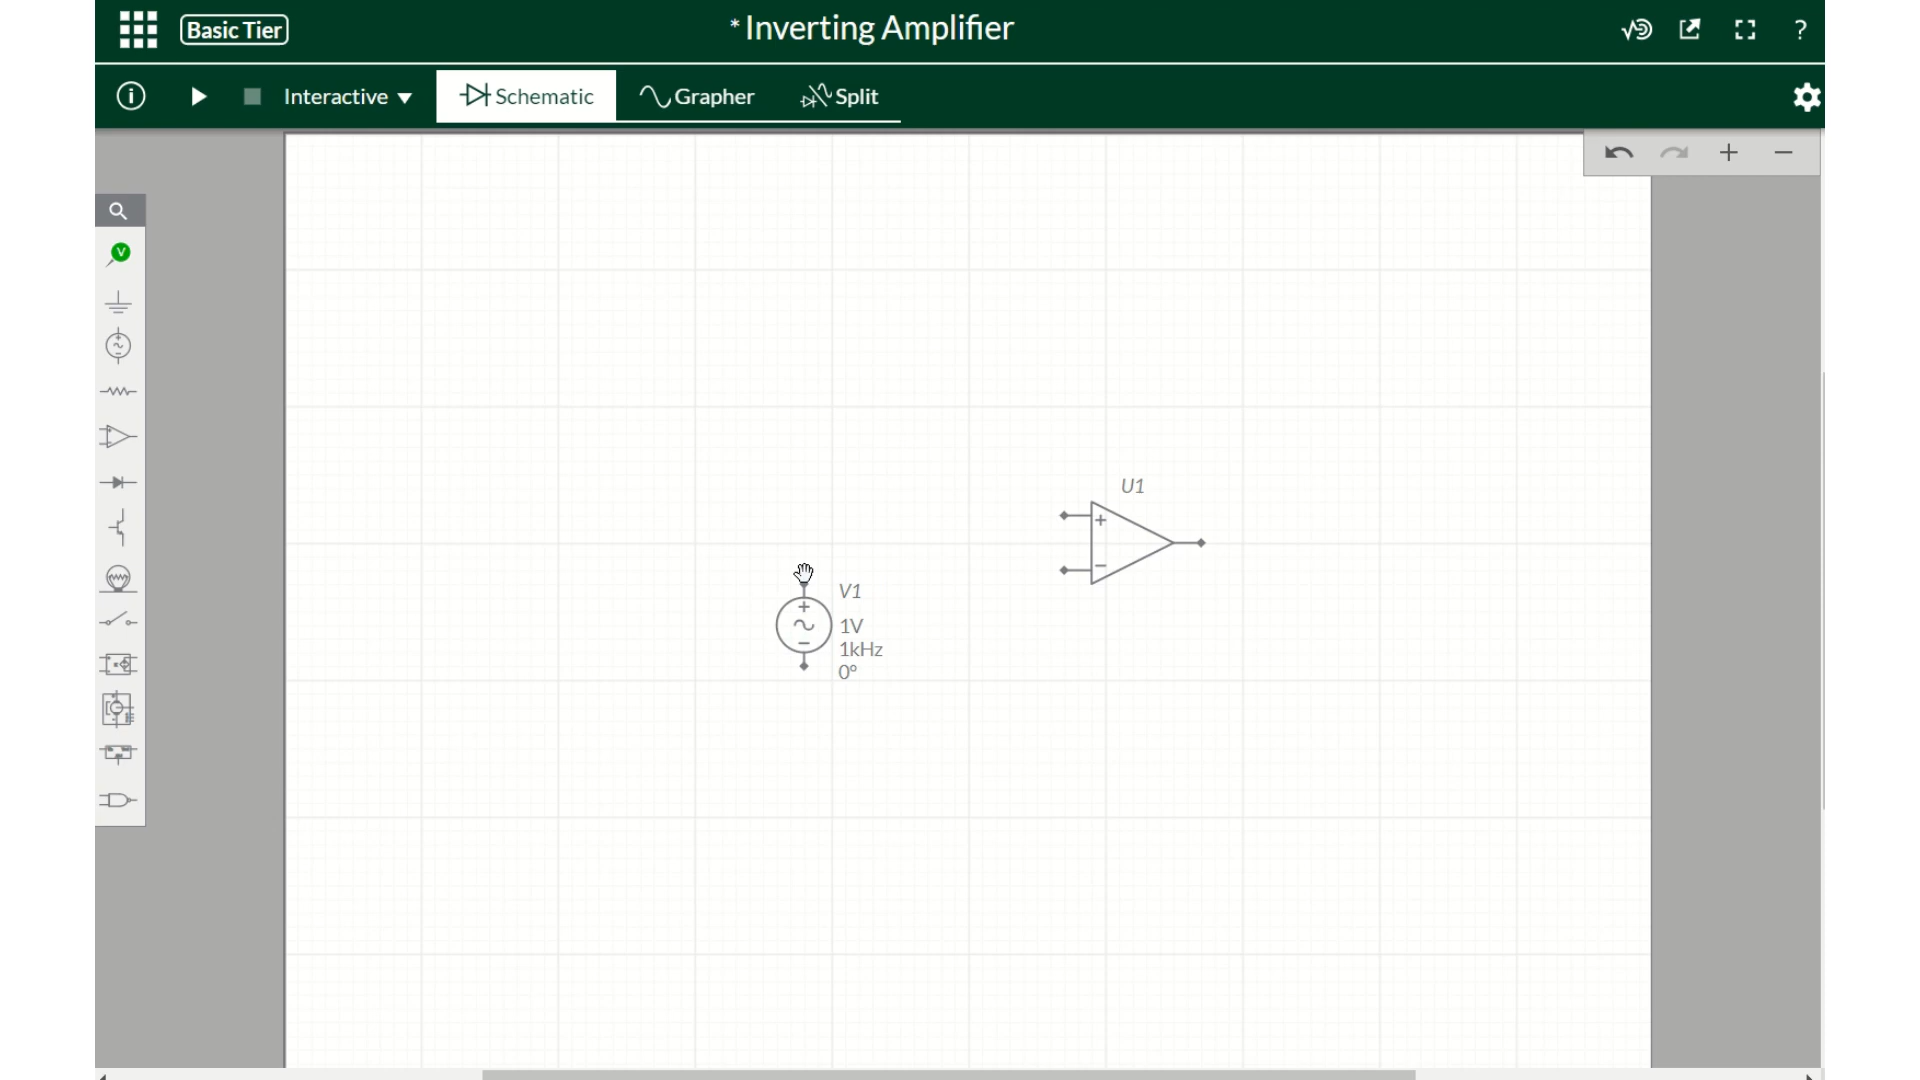 Basic Tier
* Inverting Amplifier
?
Interactive
Schematic
Grapher
Split
V
U1
V1
1V
1kHz
0°